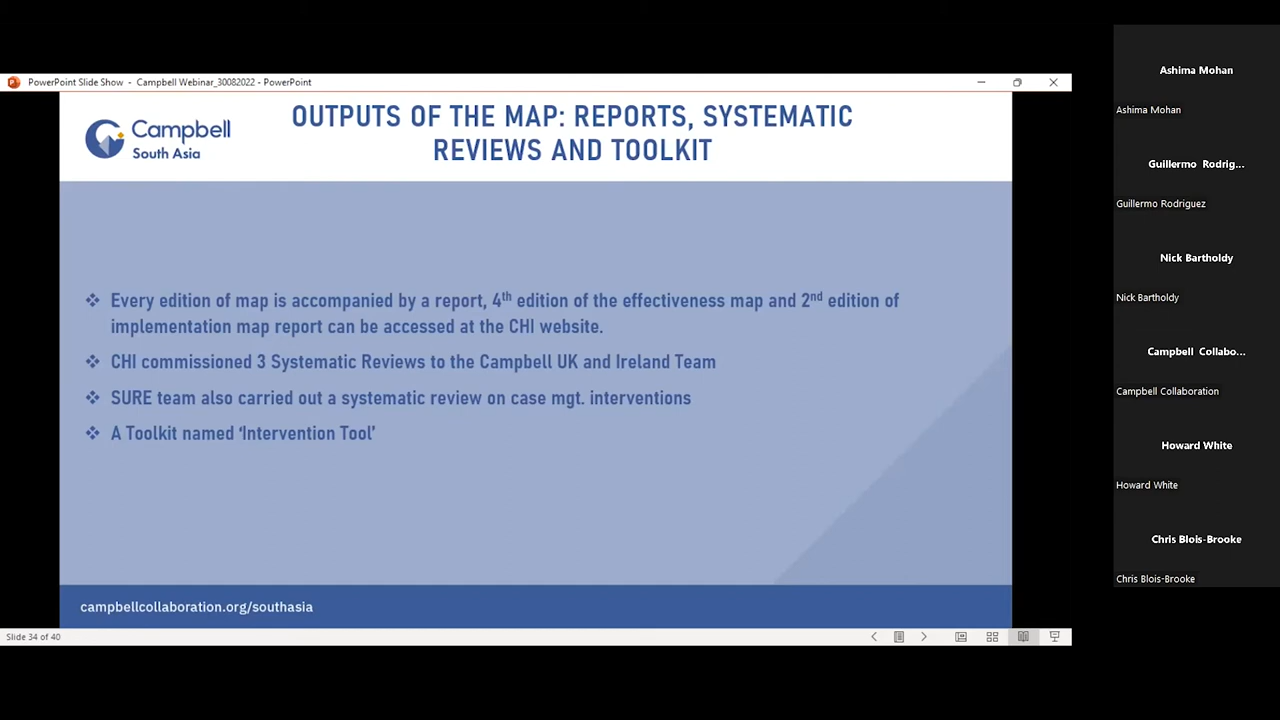 PowerPoint Slide Show - Campbell Webinar_30082022 - PowerPoint
Campbell
South Asia
OUTPUTS OF THE MAP: REPORTS, SYSTEMATIC
REVIEWS AND TOOLKIT
❖ Every edition of map is accompanied by a report, 4th edition of the effectiveness map and 2nd edition of
implementation map report can be accessed at the CHI website.
❖ CHI commissioned 3 Systematic Reviews to the Campbell UK and Ireland Team
❖ SURE team also carried out a systematic review on case mgt. interventions
❖ A Toolkit named ‘Intervention Tool’
campbellcollaboration.org/southasia
Slide 34 of 40
Ashima Mohan
Ashima Mohan
Guillermo Rodrig...
Guillermo Rodriguez
Nick Bartholdy
Nick Bartholdy
Campbell Collabo...
Campbell Collaboration
Howard White
Howard White
Chris Blois-Brooke
Chris Blois-Brooke